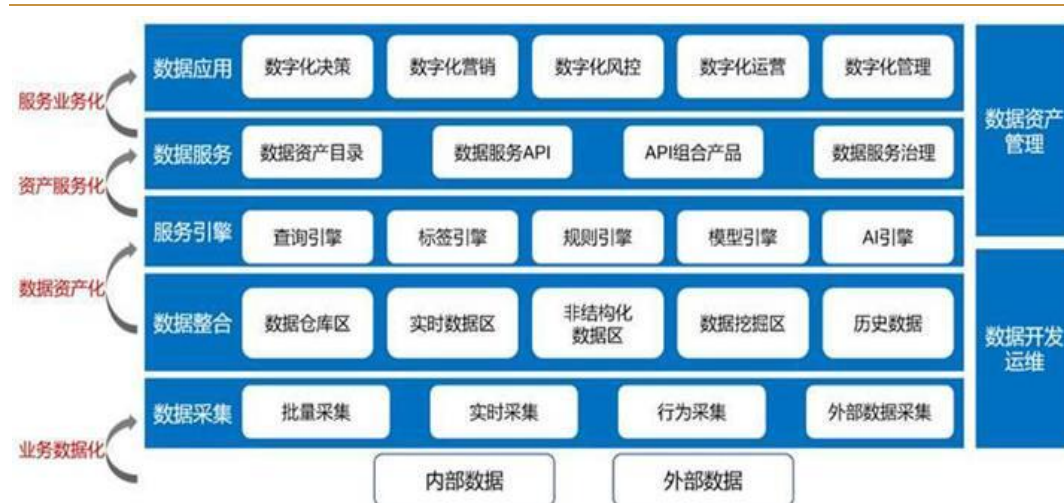 数据应用
数字化决策
数字化营销
数字化风控
数字化运营
数字化管理
服务业务化
数据服务
数据资产目录
数据服务API
API组合产品
数据服务治理
资产服务化
服务引擎
查询引擎
标签引擎
规则引擎
模型引擎
AI引擎
数据资产化
数据整合
数据仓库区
实时数据区
非结构化
数据区
数据挖掘区
历史数据
数据采集
批量采集
实时采集
行为采集
外部数据采集
业务数据化
内部数据
外部数据
数据资产
管理
数据开发
运维